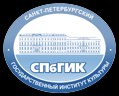 САНКТ-ПЕТЕРБУРГСКИЙ
СПбГИК
ГОСУДАРСТВЕННЫЙ ИНСТИТУТ КУЛЬТУРЫ